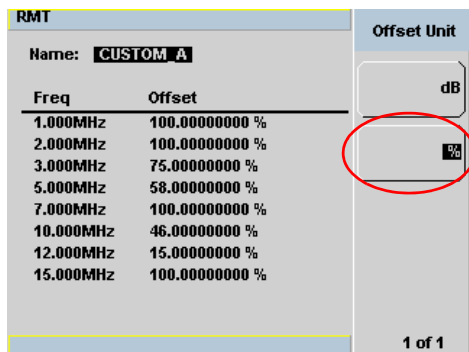 RMT
Offset Unit
Name: CUSTOM_A
dB
Freq Offset
%
1.000MHz 100.00000000 %
2.000MHz 100.00000000 %
3.000MHz 75.00000000 %
5.000MHz 58.00000000 %
7.000MHz 100.00000000 %
10.000MHz 46.00000000 %
12.000MHz 15.00000000 %
15.000MHz 100.00000000 %
1 of 1